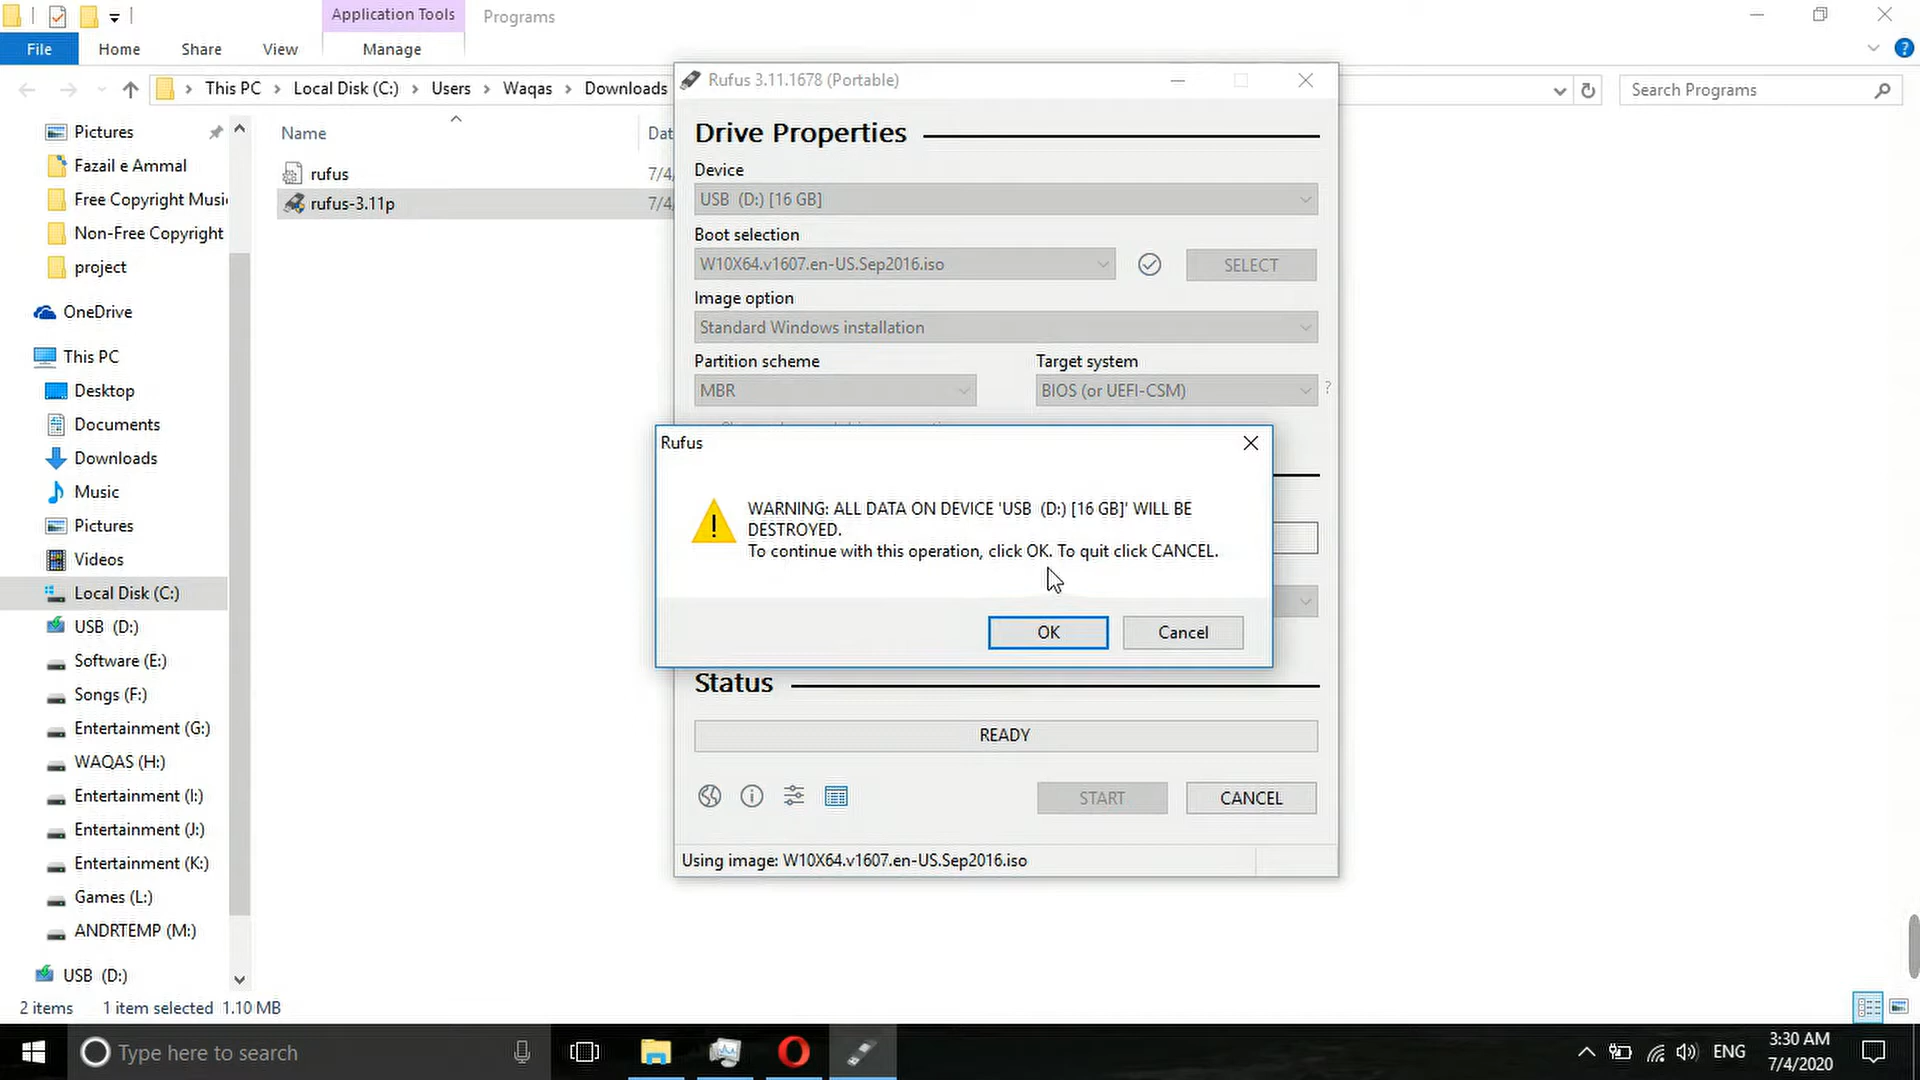 Application Tools
Programs
File
Home
Share
View
Manage
This PC
Local Disk (C:)
Users
Waqas
Downloads
Search Programs
Pictures
Fazail e Ammal
Free Copyright Musi
Non-Free Copyright
project
OneDrive
This PC
Desktop
Documents
Downloads
Music
Pictures
Videos
Local Disk (C:)
USB (D:)
Software (E:)
Songs (F:)
Entertainment (G:)
WAQAS (H:)
Entertainment (I:)
Entertainment (J:)
Entertainment (K:)
Games (L:)
ANDRTEMP (M:)
USB (D:)
2 items
1 item selected 1.10 MB
Name
Dat
rufus
7/4/
rufus-3.11p
7/4/
Rufus 3.11.1678 (Portable)
Drive Properties
Device
USB (D:) [16 GB]
Boot selection
W10X64.v1607.en-US.Sep2016.iso
SELECT
Image option
Standard Windows installation
Partition scheme
Target system
MBR
BIOS (or UEFI-CSM)
?
Rufus
WARNING: ALL DATA ON DEVICE 'USB (D:) [16 GB]' WILL BE
DESTROYED.
To continue with this operation, click OK. To quit click CANCEL.
OK
Cancel
Status
READY
START
CANCEL
Using image: W10X64.v1607.en-US.Sep2016.iso
Type here to search
ENG
3:30 AM
7/4/2020